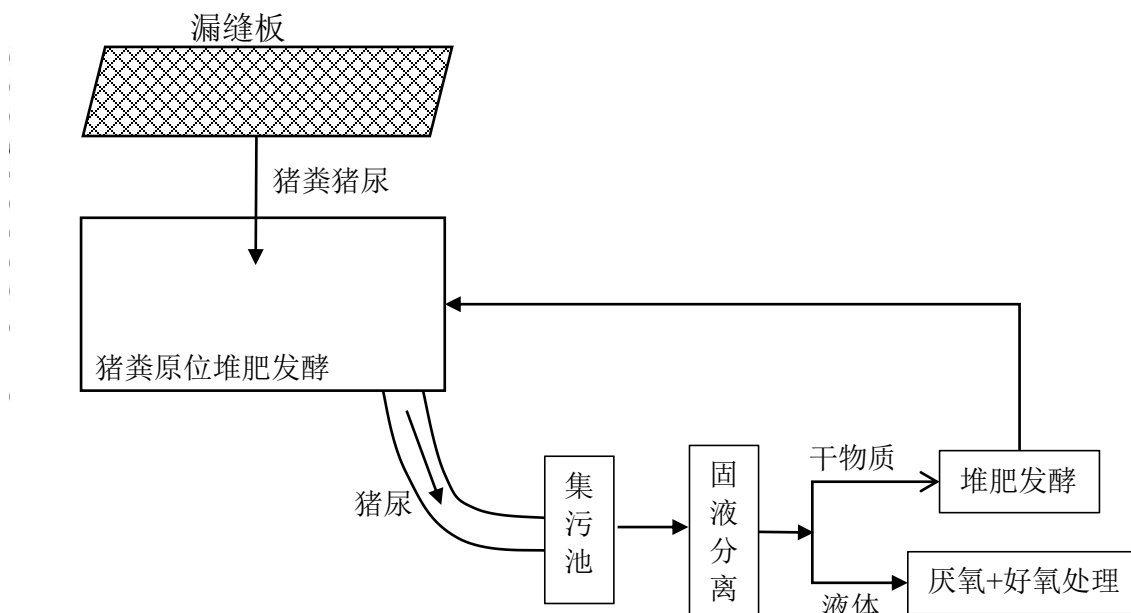 漏缝板
猪粪猪尿
猪粪原位堆肥发酵
猪尿
集污池
固液分离
干物质
堆肥发酵
厌氧+好氧处理
液体